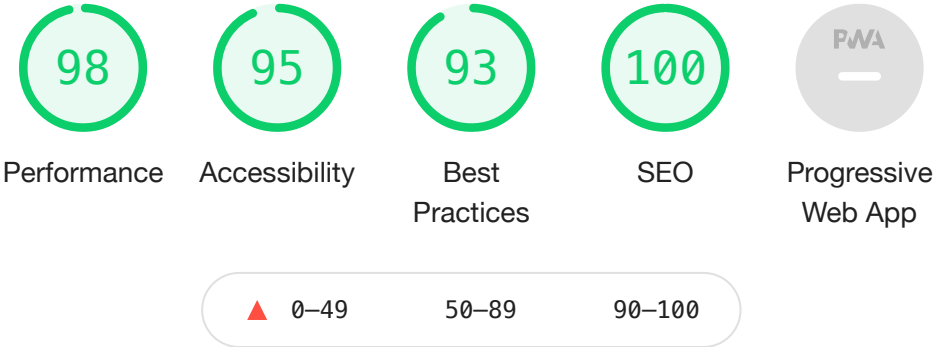 98
95
93
100
PWA
Performance
Accessibility
Best
Practices
SEO
Progressive
Web App
0–49
50–89
90–100